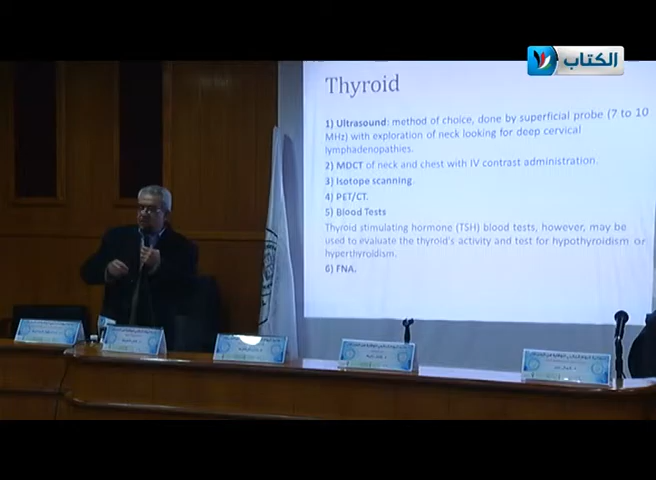 الكتاب
Thyroid
1) Ultrasound: method of choice, done by superficial probe (7 to 10
MHz) with exploration of neck looking for deep cervical
lymphadenopathies.
2) MDCT of neck and chest with IV contrast administration.
3) Isotope scanning.
4) PET/CT.
5) Blood Tests
Thyroid stimulating hormone (TSH) blood tests, however, may be
used to evaluate the thyroid's activity and test for hypothyroidism or
hyperthyroidism.
6) FNA.